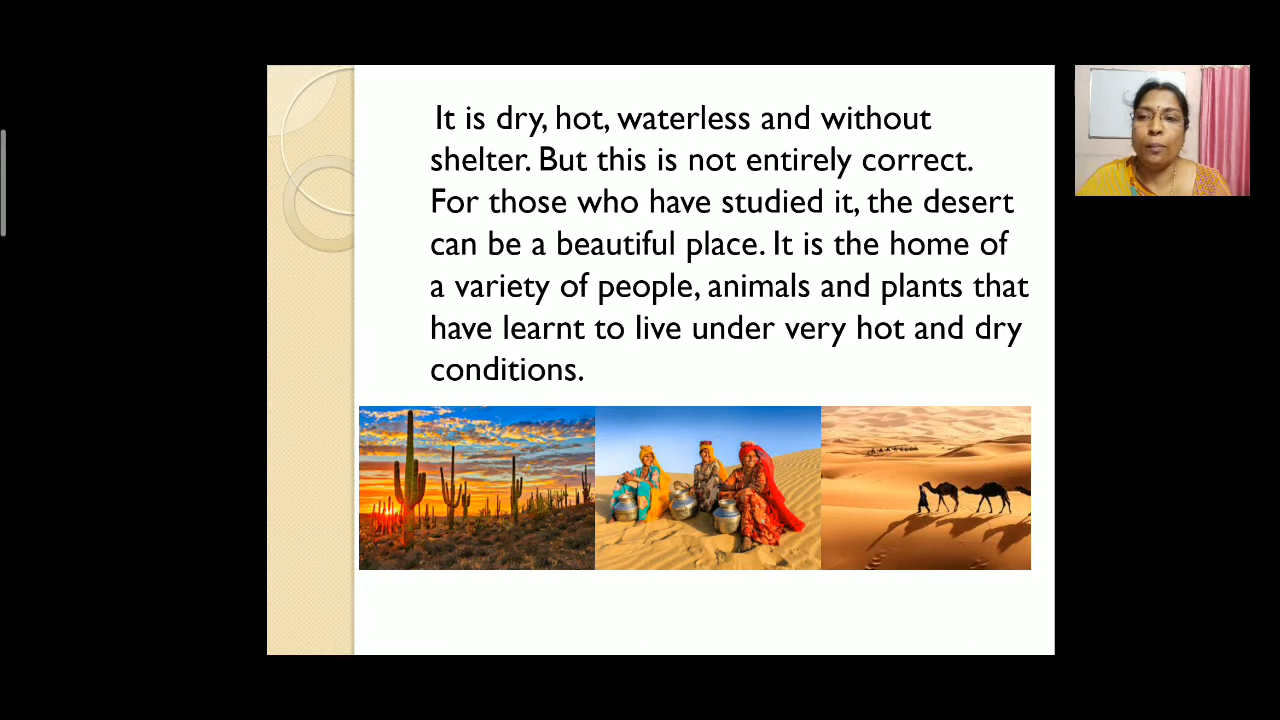 It is dry, hot, waterless and without
shelter. But this is not entirely correct.
For those who have studied it, the desert
can be a beautiful place. It is the home of
a variety of people, animals and plants that
have learnt to live under very hot and dry
conditions.